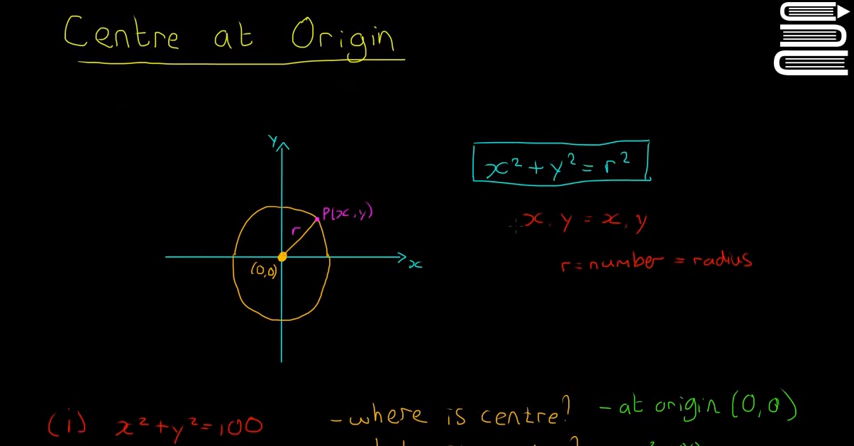 Centre at Origin
y
x² + y² = r²
P(x,y)
r
x, y = x, y
(0,0)
x
r = number = radius
(i) x² + y² = 100
- where is centre? - at origin (0,0)